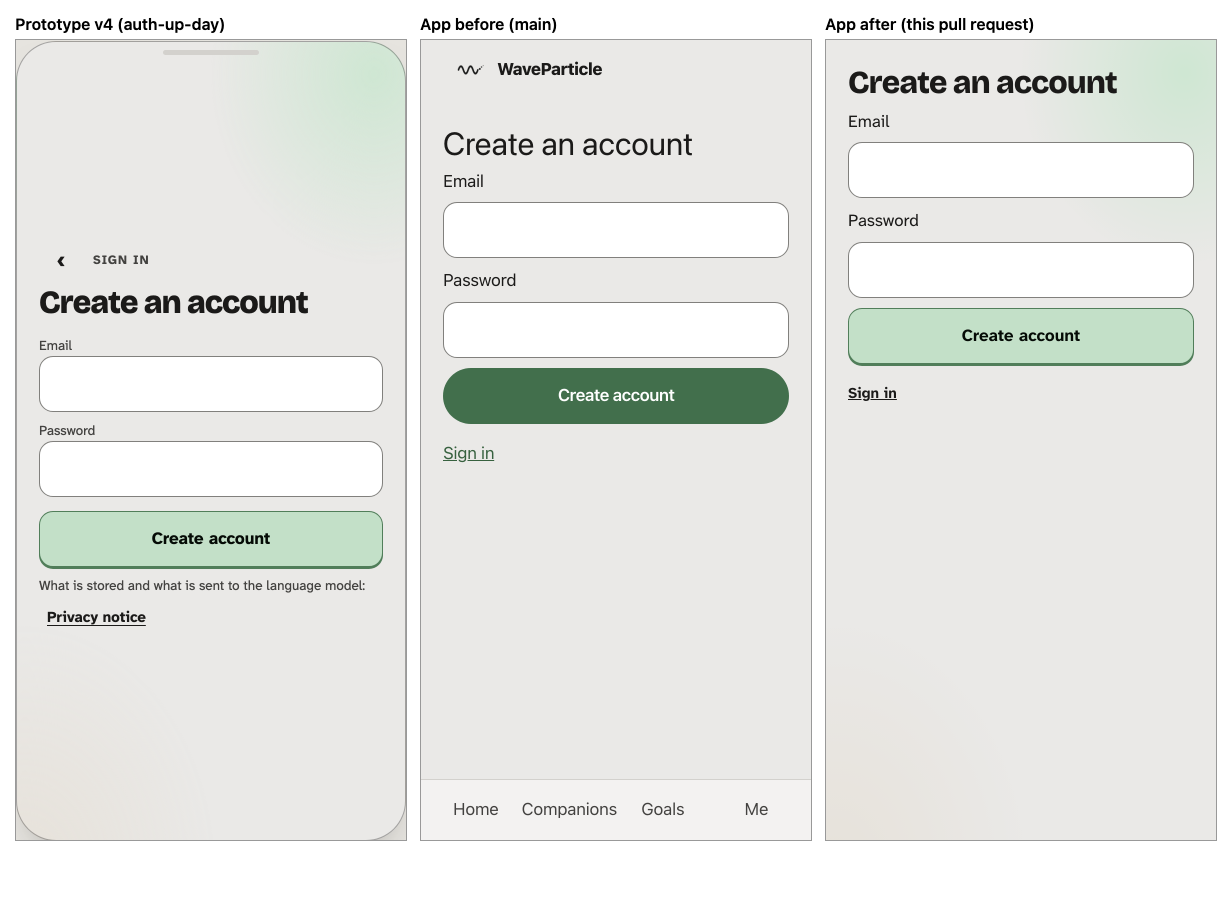 Prototype v4 (auth-up-day)
‹ SIGN IN
Create an account
Email
Password
Create account
What is stored and what is sent to the language model:
Privacy notice
App before (main)
WaveParticle
Create an account
Email
Password
Create account
Sign in
Home Companions Goals Me
App after (this pull request)
Create an account
Email
Password
Create account
Sign in